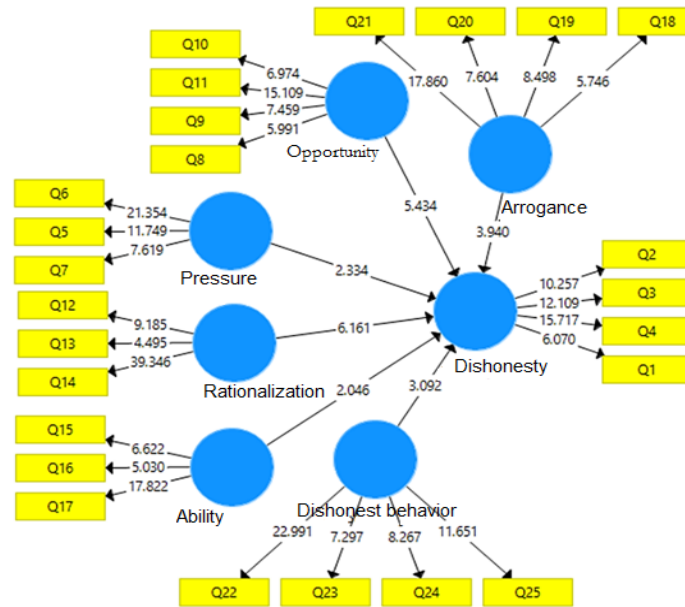 Q21
Q20
Q19
Q18
Q10
Q11
Q9
Q8
6.974
15.109
7.459
5.991
17.860
7.604
8.498
5.746
Opportunity
Arrogance
Q6
Q5
Q7
21.354
11.749
7.619
Pressure
5.434
3.940
2.334
Q12
Q13
Q14
9.185
4.495
39.346
Rationalization
6.161
Dishonesty
10.257
12.109
15.717
6.070
Q2
Q3
Q4
Q1
Q15
Q16
Q17
6.622
5.030
17.822
Ability
2.046
3.092
Dishonest behavior
22.991
7.297
8.267
11.651
Q22
Q23
Q24
Q25